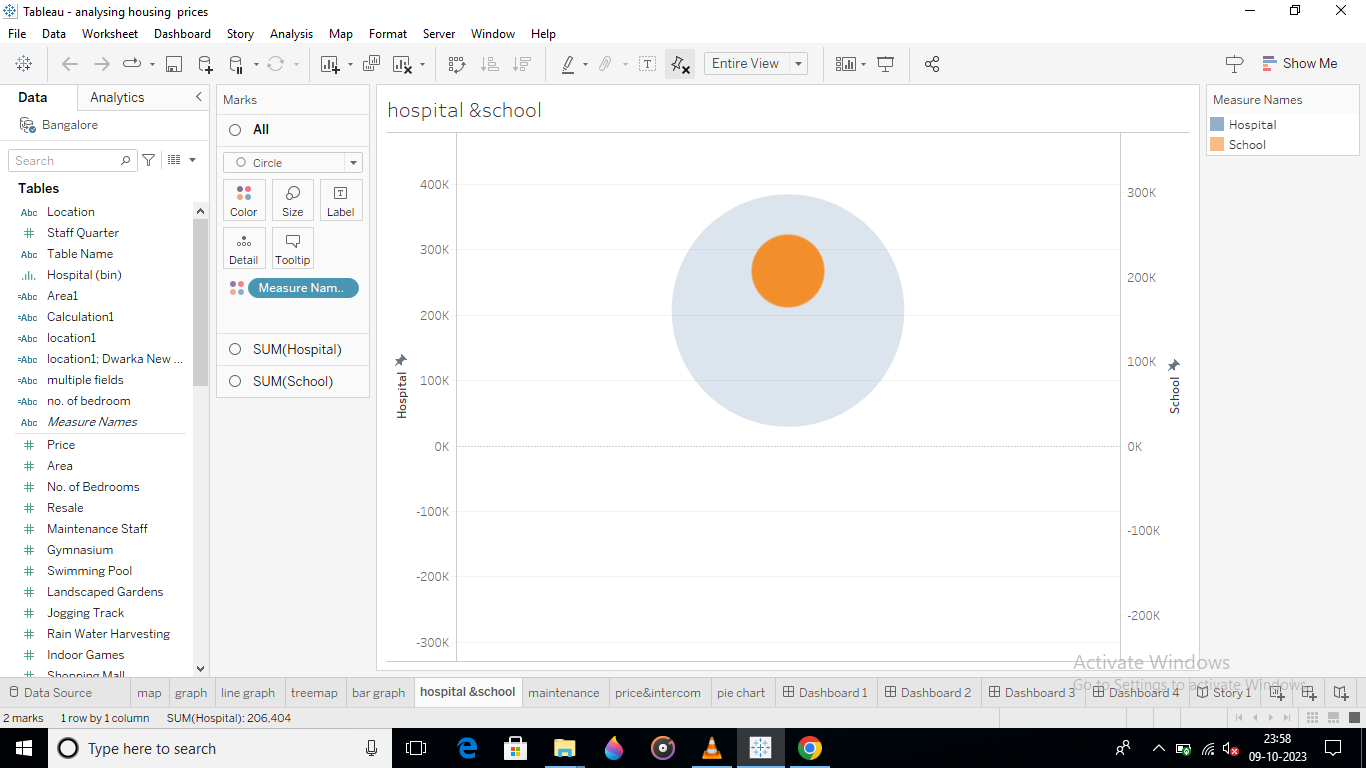 Tableau - analysing housing  prices
File Data Worksheet Dashboard Story Analysis Map Format Server Window Help
Entire View
Show Me
Data Analytics
Bangalore
Search
Tables
Abc Location
# Staff Quarter
Abc Table Name
Hospital (bin)
=Abc Area1
=Abc Calculation1
=Abc location1
=Abc location1; Dwarka New ...
=Abc multiple fields
=Abc no. of bedroom
Abc Measure Names
# Price
# Area
# No. of Bedrooms
# Resale
# Maintenance Staff
# Gymnasium
# Swimming Pool
# Landscaped Gardens
# Jogging Track
# Rain Water Harvesting
# Indoor Games
# Shopping Mall
Marks
All
Circle
Color Size Label
Detail Tooltip
Measure Nam..
SUM(Hospital)
SUM(School)
hospital &school
400K
300K
200K
100K
0K
-100K
-200K
-300K
Hospital
300K
200K
100K
0K
-100K
-200K
School
Measure Names
Hospital
School
Activate Windows
Go to Settings to activate Windows.
Data Source map graph line graph treemap bar graph hospital &school maintenance price&intercom pie chart Dashboard 1 Dashboard 2 Dashboard 3 Dashboard 4 Story 1
2 marks 1 row by 1 column SUM(Hospital): 206,404
Type here to search
23:58
09-10-2023